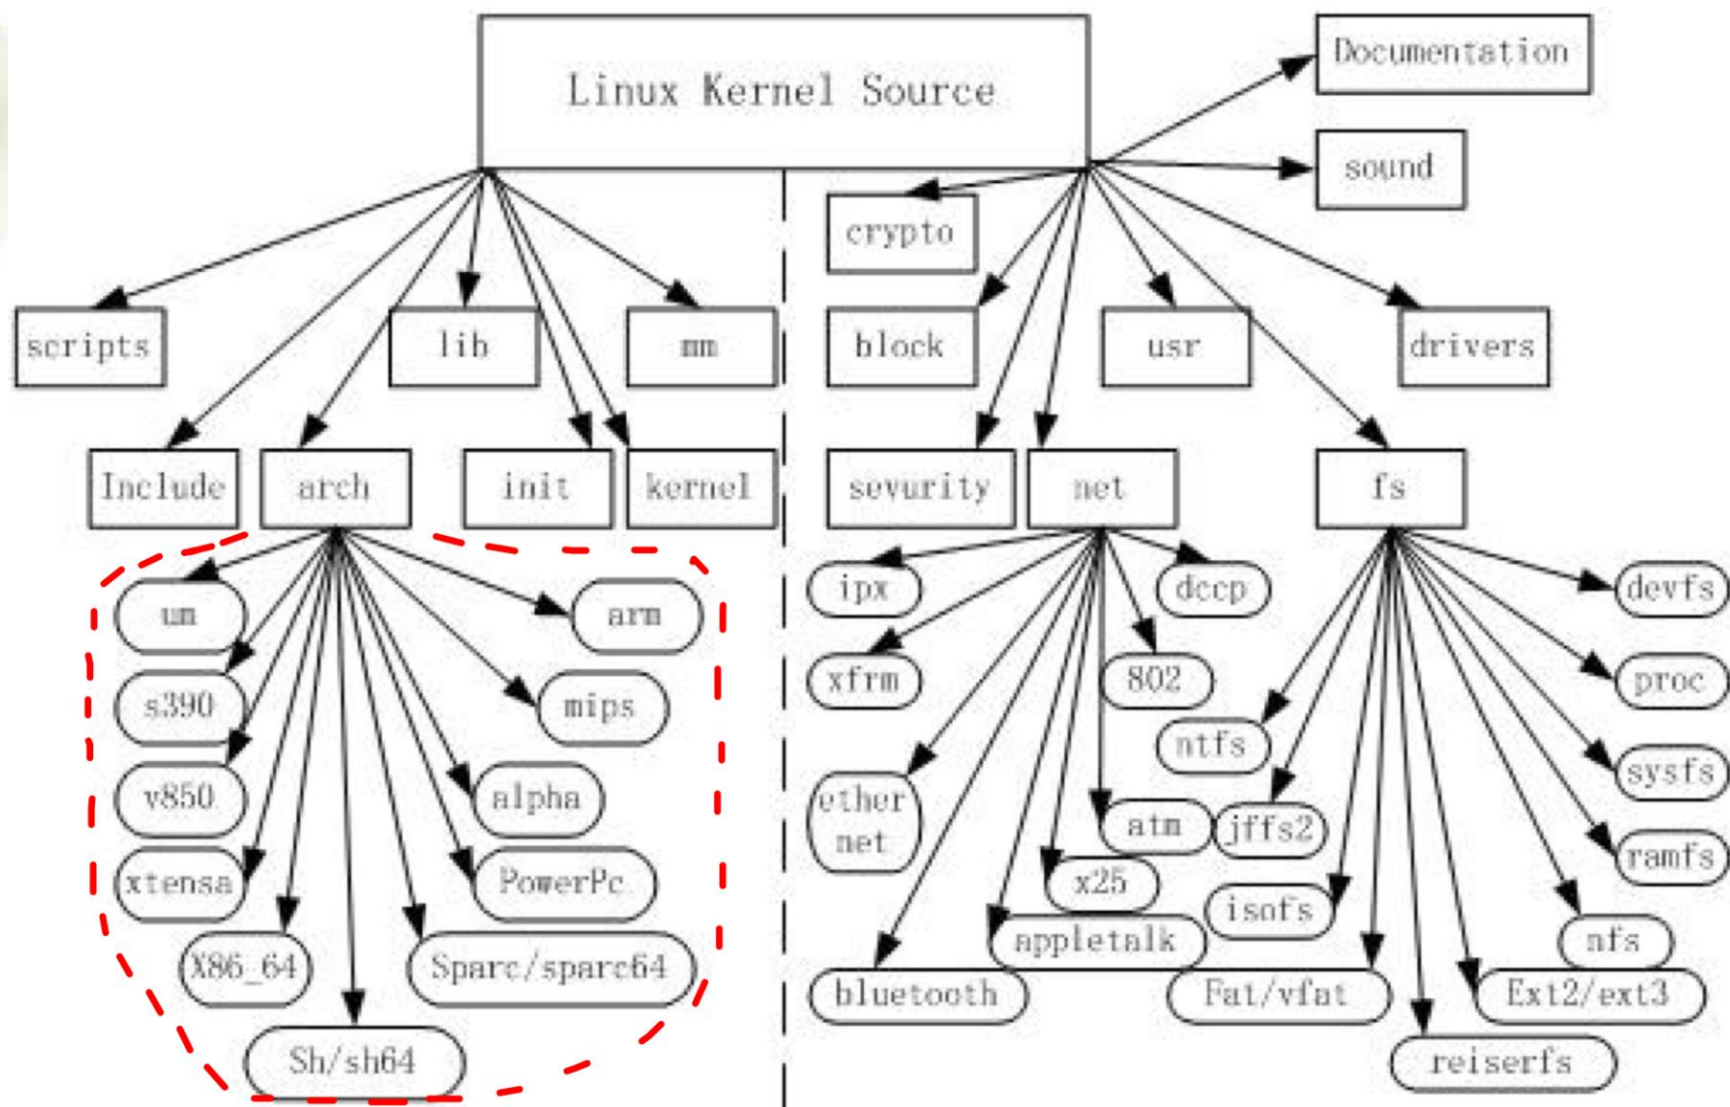 Linux Kernel Source
Documentation
sound
crypto
scripts
lib
mm
block
usr
drivers
Include
arch
init
kernel
sevurity
net
fs
um
arm
s390
mips
v850
alpha
xtensa
PowerPc
X86_64
Sparc/sparc64
Sh/sh64
ipx
dccp
xfrm
802
ether
net
atm
x25
appletalk
bluetooth
devfs
proc
ntfs
sysfs
jffs2
ramfs
isofs
nfs
Fat/vfat
Ext2/ext3
reiserfs